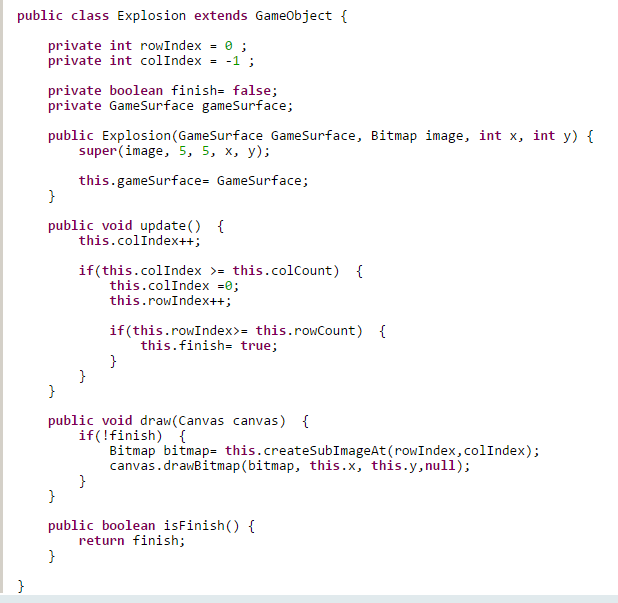 public class Explosion extends GameObject {
private int rowIndex = 0 ;
private int colIndex = -1 ;
private boolean finish= false;
private GameSurface gameSurface;
public Explosion(GameSurface GameSurface, Bitmap image, int x, int y) {
super(image, 5, 5, x, y);
this.gameSurface= GameSurface;
}
public void update()  {
this.colIndex++;
if(this.colIndex >= this.colCount)  {
this.colIndex =0;
this.rowIndex++;
if(this.rowIndex>= this.rowCount)  {
this.finish= true;
}
}
}
public void draw(Canvas canvas)  {
if(!finish)  {
Bitmap bitmap= this.createSubImageAt(rowIndex,colIndex);
canvas.drawBitmap(bitmap, this.x, this.y,null);
}
}
public boolean isFinish() {
return finish;
}
}